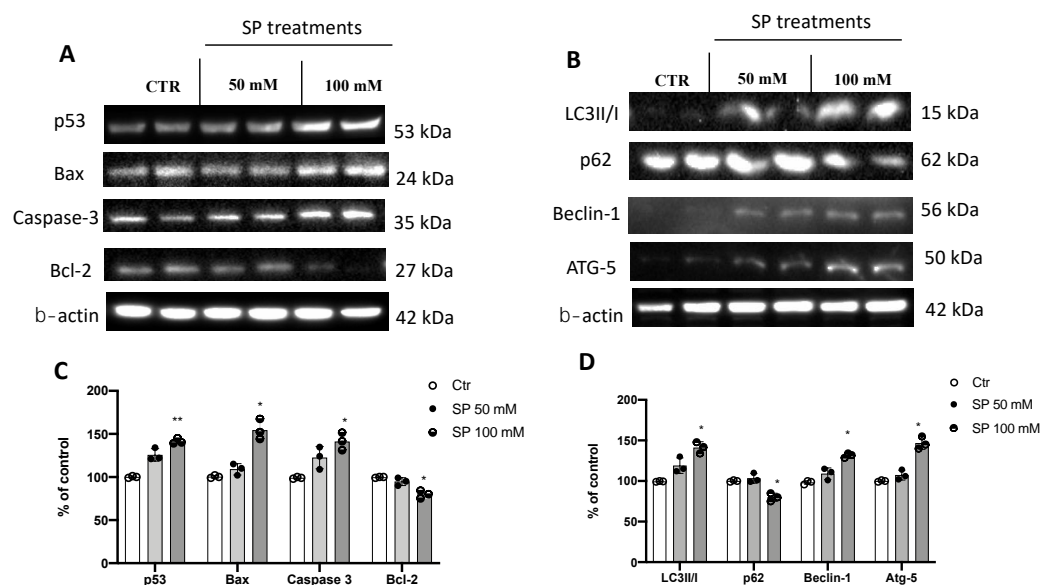 SP treatments
A
CTR
50 mM
100 mM
p53
53 kDa
Bax
24 kDa
Caspase-3
35 kDa
Bcl-2
27 kDa
b-actin
42 kDa
SP treatments
B
CTR
50 mM
100 mM
LC3II/I
15 kDa
p62
62 kDa
Beclin-1
56 kDa
ATG-5
50 kDa
b-actin
42 kDa
C
% of control
200
150
100
50
0
**
*
*
*
p53
Bax
Caspase 3
Bcl-2
Ctr
SP 50 mM
SP 100 mM
D
% of control
200
150
100
50
0
*
*
*
*
LC3II/I
p62
Beclin-1
Atg-5
Ctr
SP 50 mM
SP 100 mM